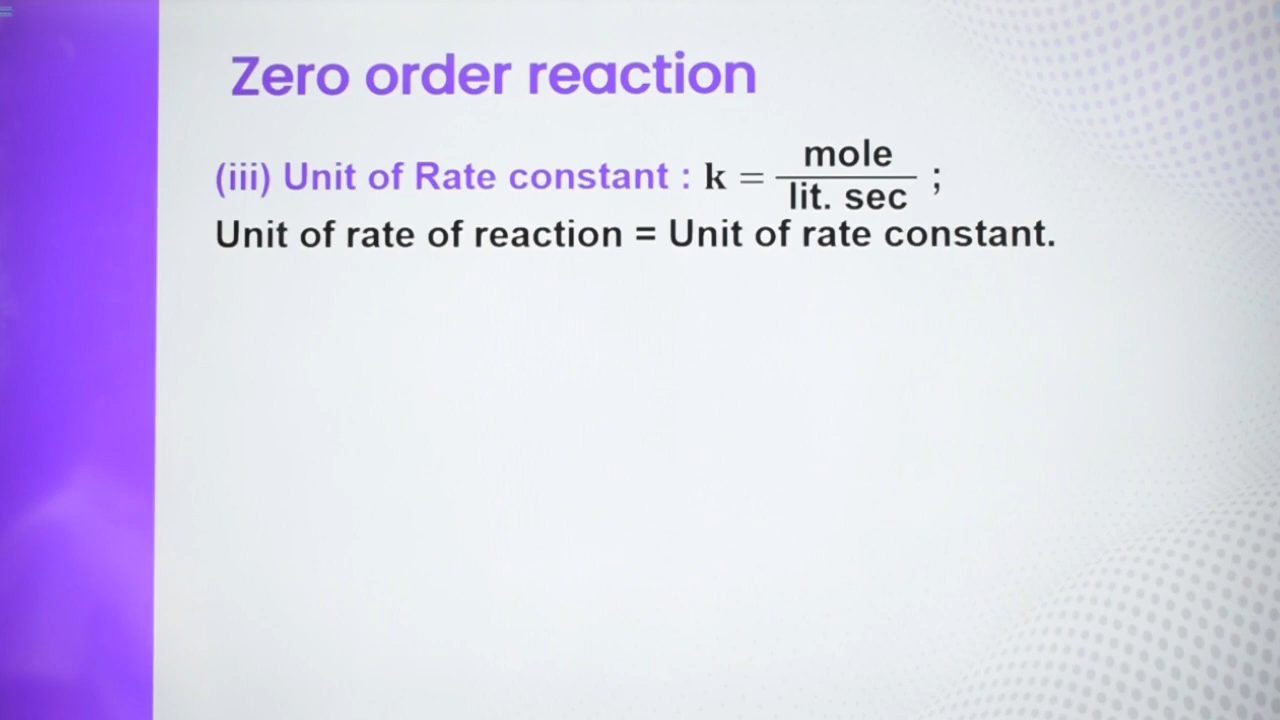 Zero order reaction
(iii) Unit of Rate constant : k = mole / lit. sec ;
Unit of rate of reaction = Unit of rate constant.